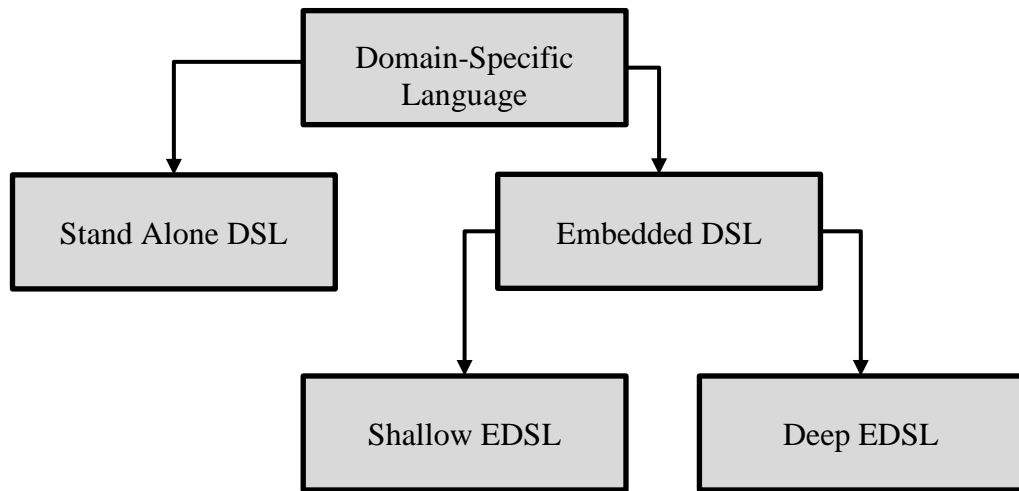 Domain-Specific
Language
Stand Alone DSL
Embedded DSL
Shallow EDSL
Deep EDSL